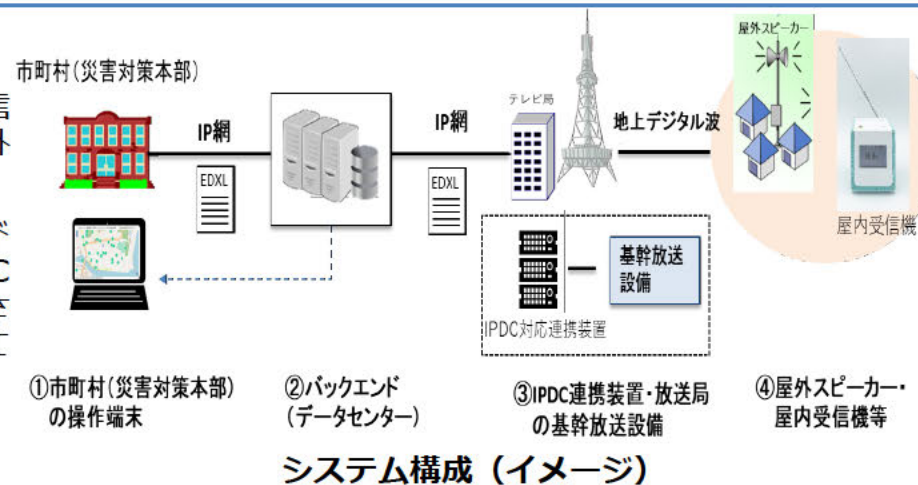 屋外スピーカー
市町村(災害対策本部)
信
ト
IP網
IP網
テレビ局
地上デジタル波
EDXL
EDXL
屋内受信機
C
基幹放送
設備
IPDC対応連携装置
①市町村(災害対策本部)
の操作端末
②バックエンド
(データセンター)
③IPDC連携装置・放送局
の基幹放送設備
④屋外スピーカー・
屋内受信機等
システム構成（イメージ）